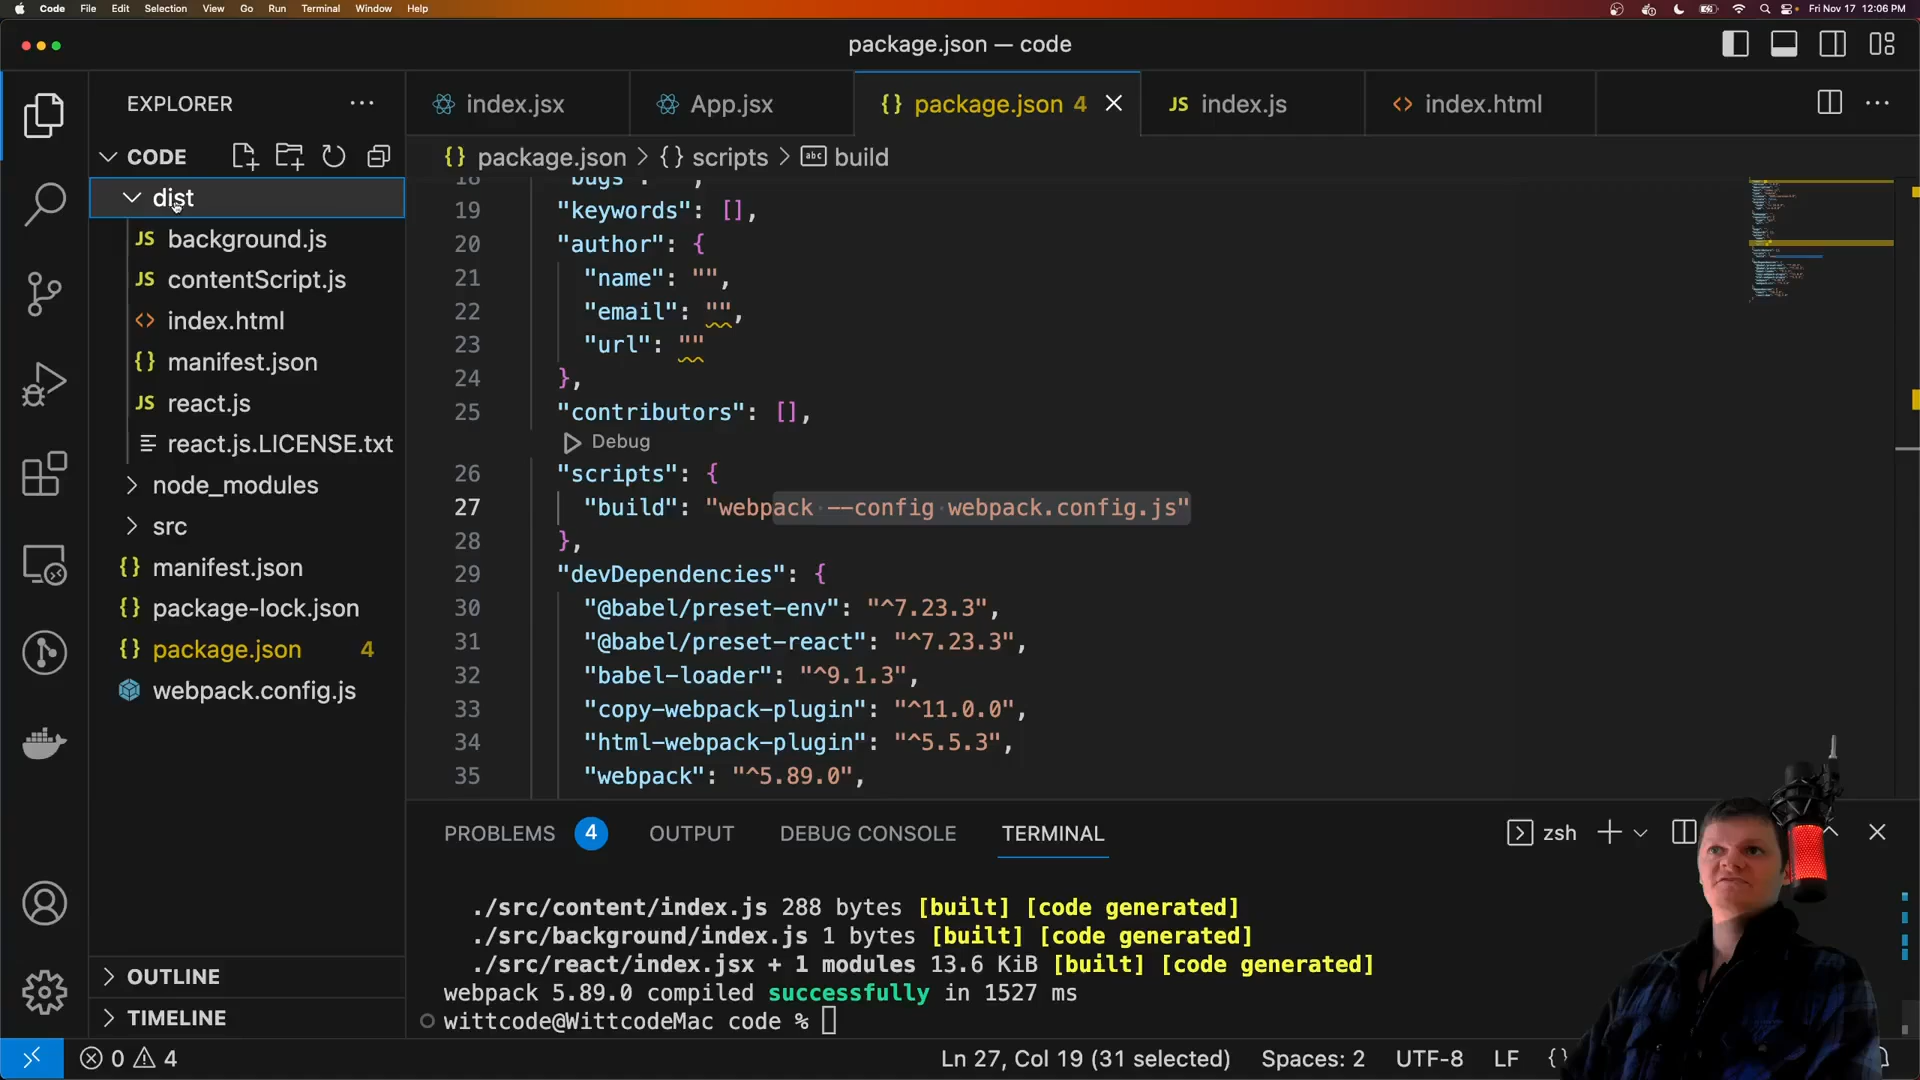 Code File Edit Selection View Go Run Terminal Window Help
Fri Nov 17 12:06 PM
package.json — code
EXPLORER
index.jsx
App.jsx
{} package.json 4
JS index.js
<> index.html
CODE
{} package.json > {} scripts > abc build
dist
JS background.js
JS contentScript.js
<> index.html
{} manifest.json
JS react.js
react.js.LICENSE.txt
node_modules
src
{} manifest.json
{} package-lock.json
{} package.json 4
webpack.config.js
OUTLINE
TIMELINE
18 "bugs": "",
19 "keywords": [],
20 "author": {
21 "name": "",
22 "email": "",
23 "url": ""
24 },
25 "contributors": [],
Debug
26 "scripts": {
27 "build": "webpack --config webpack.config.js"
28 },
29 "devDependencies": {
30 "@babel/preset-env": "^7.23.3",
31 "@babel/preset-react": "^7.23.3",
32 "babel-loader": "^9.1.3",
33 "copy-webpack-plugin": "^11.0.0",
34 "html-webpack-plugin": "^5.5.3",
35 "webpack": "^5.89.0",
PROBLEMS 4 OUTPUT DEBUG CONSOLE TERMINAL
zsh
./src/content/index.js 288 bytes [built] [code generated]
./src/background/index.js 1 bytes [built] [code generated]
./src/react/index.jsx + 1 modules 13.6 KiB [built] [code generated]
webpack 5.89.0 compiled successfully in 1527 ms
wittcode@WittcodeMac code %
0 4
Ln 27, Col 19 (31 selected) Spaces: 2 UTF-8 LF {}